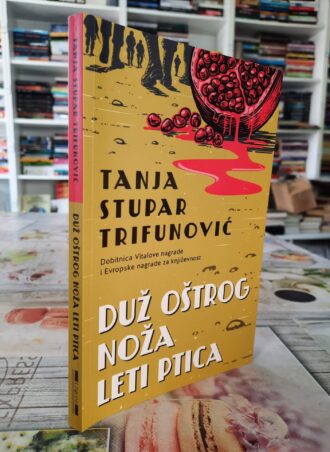 TANJA STUPAR TRIFUNOVIĆ
DUŽ OŠTROG NOŽA LETI PTICA
TANJA
STUPAR
TRIFUNOVIĆ
Dobitnica Vitalove nagrade
i Evropske nagrade za književnost
DUŽ OŠTROG
NOŽA
LETI PTICA